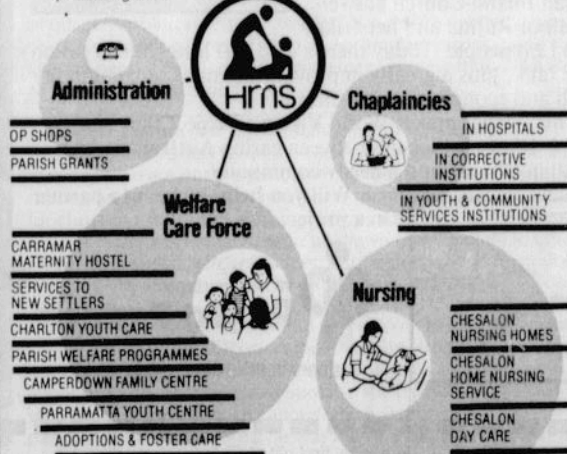 HMS
Administration
OP SHOPS
PARISH GRANTS
Chaplaincies
IN HOSPITALS
IN CORRECTIVE
INSTITUTIONS
IN YOUTH & COMMUNITY
SERVICES INSTITUTIONS
Welfare
Care Force
CARRAMAR
MATERNITY HOSTEL
SERVICES TO
NEW SETTLERS
CHARLTON YOUTH CARE
PARISH WELFARE PROGRAMMES
CAMPERDOWN FAMILY CENTRE
PARRAMATTA YOUTH CENTRE
ADOPTIONS & FOSTER CARE
Nursing
CHESALON
NURSING HOMES
CHESALON
HOME NURSING
SERVICE
CHESALON
DAY CARE